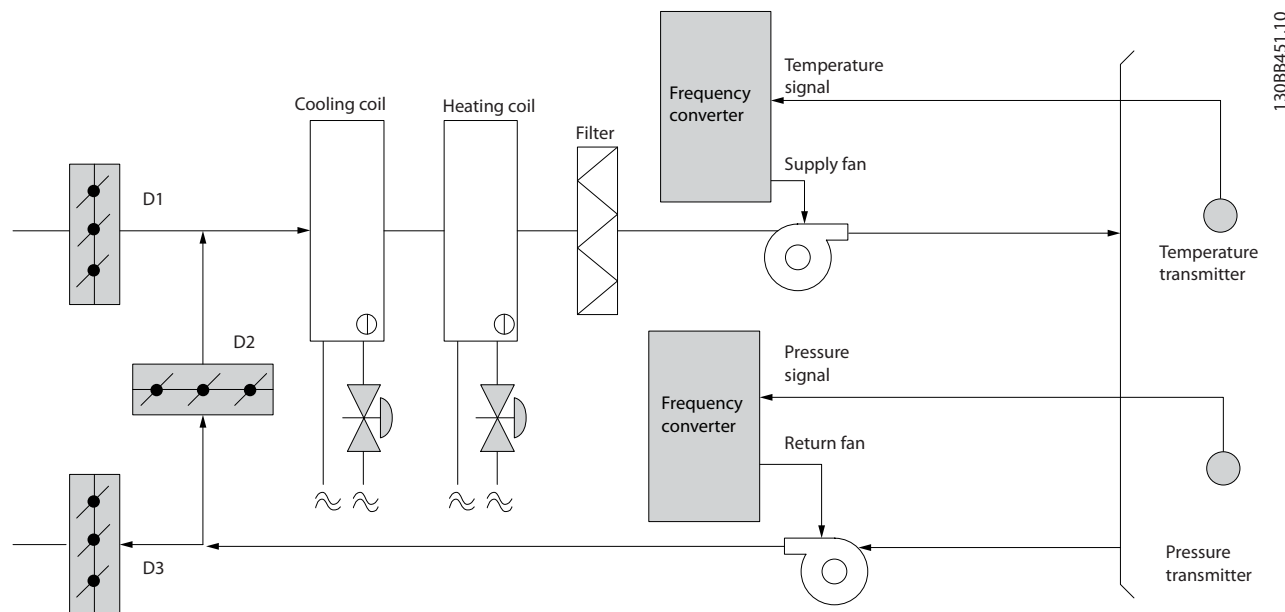 130BB451.10
Temperature
signal
Frequency
converter
Cooling coil
Heating coil
Filter
Supply fan
D1
Temperature
transmitter
D2
Pressure
signal
Frequency
converter
Return fan
D3
Pressure
transmitter